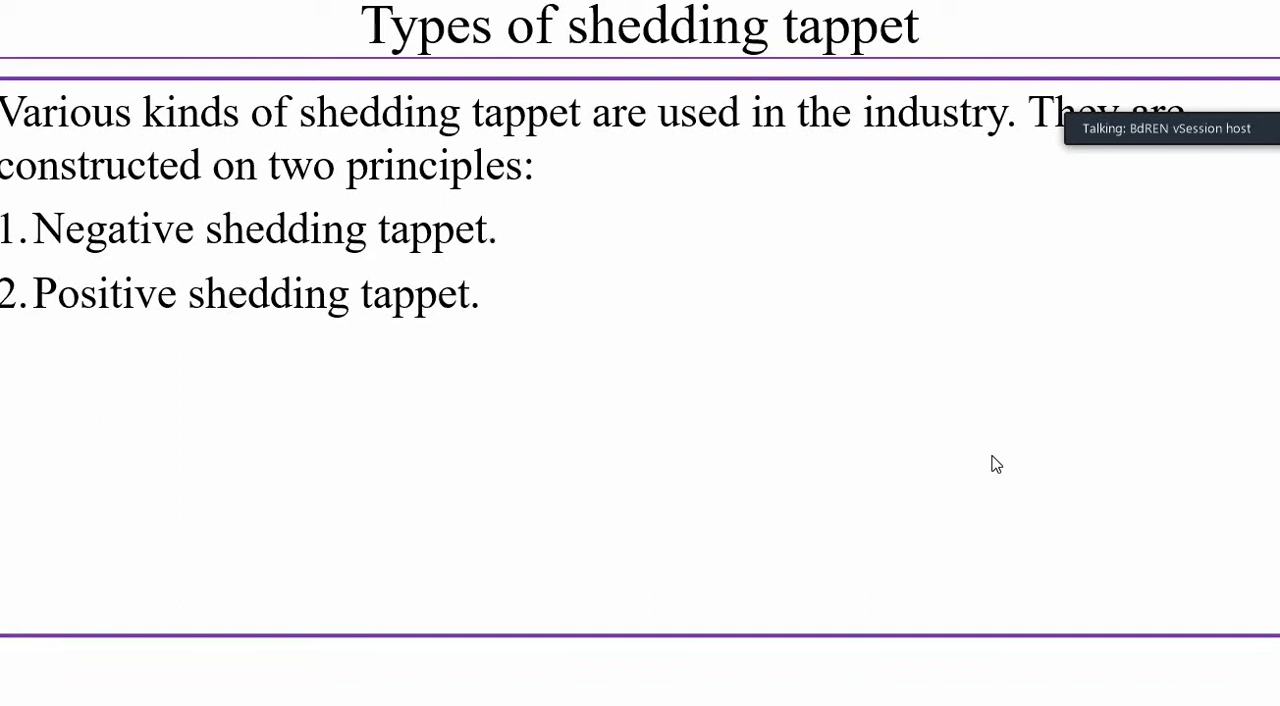 Types of shedding tappet
Various kinds of shedding tappet are used in the industry. They are
Talking: BdREN vSession host
constructed on two principles:
1. Negative shedding tappet.
2. Positive shedding tappet.